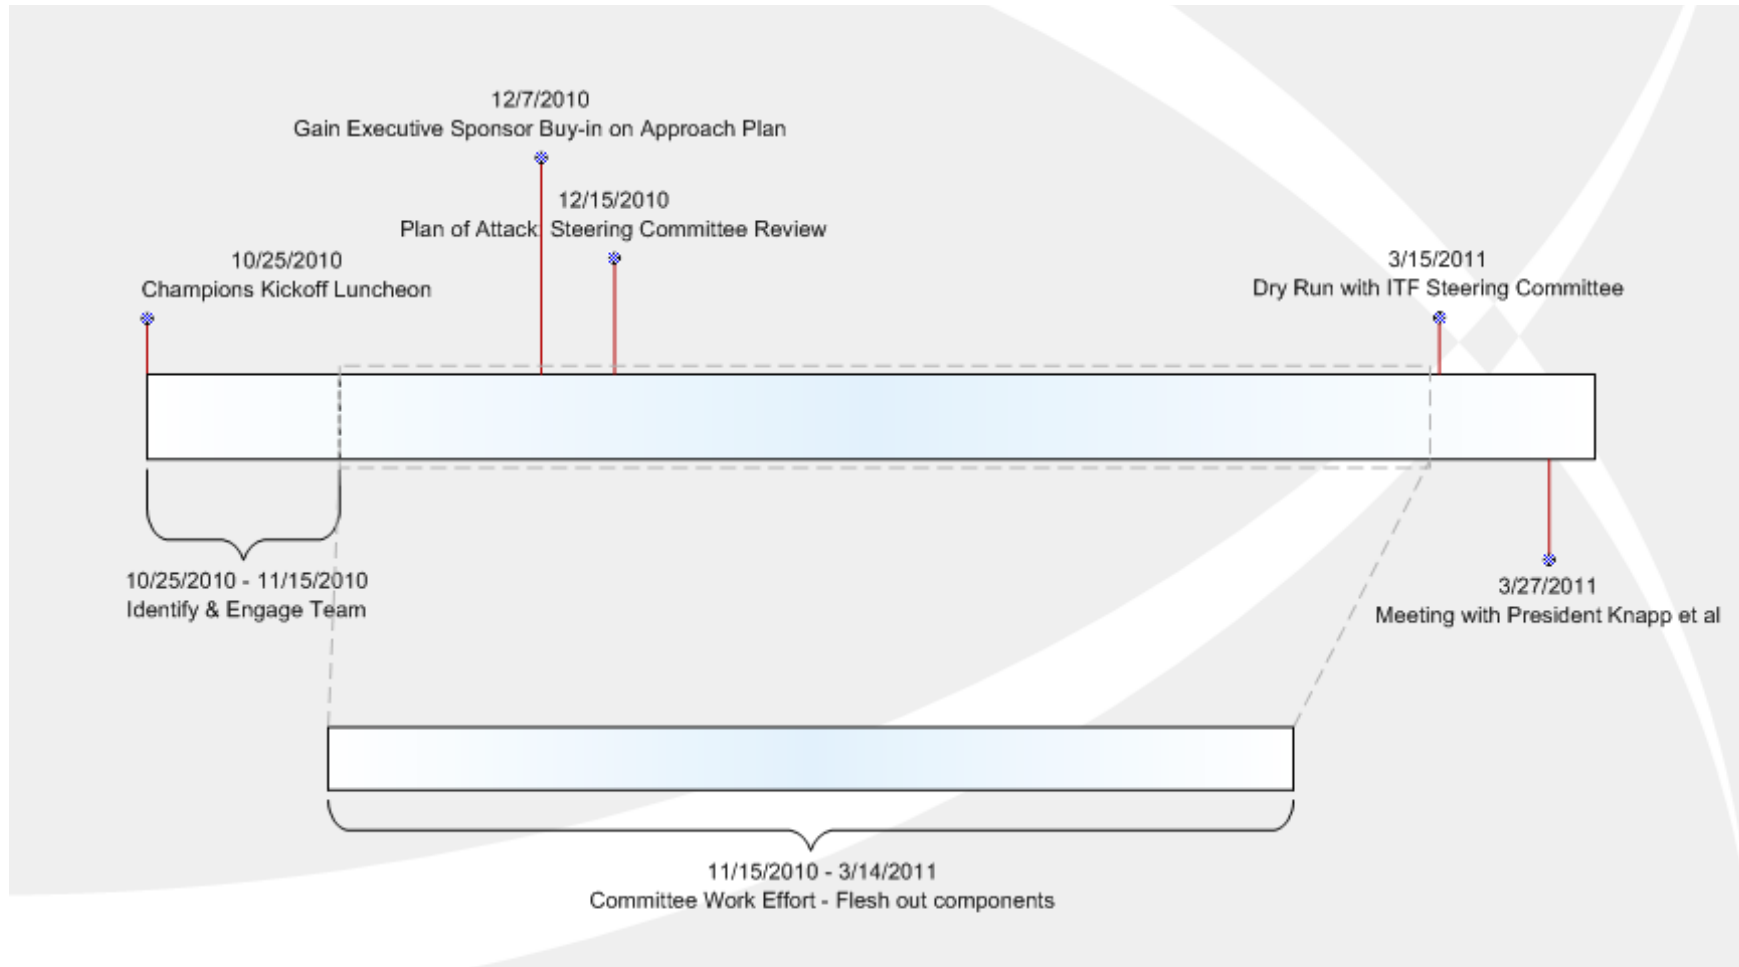 12/7/2010
Gain Executive Sponsor Buy-in on Approach Plan
12/15/2010
Plan of Attack: Steering Committee Review
10/25/2010
Champions Kickoff Luncheon
3/15/2011
Dry Run with ITF Steering Committee
10/25/2010 - 11/15/2010
Identify & Engage Team
3/27/2011
Meeting with President Knapp et al
11/15/2010 - 3/14/2011
Committee Work Effort - Flesh out components